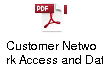 PDF
Customer Netwo
rk Access and Dat